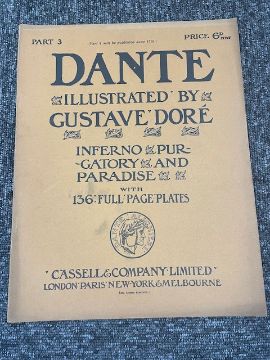 PART 3
PRICE 6D NET
DANTE
ILLUSTRATED BY
GUSTAVE DORÉ
INFERNO PUR-
-GATORY AND
PARADISE
WITH
136 FULL PAGE PLATES
CASSELL & COMPANY LIMITED
LONDON PARIS NEW YORK & MELBOURNE